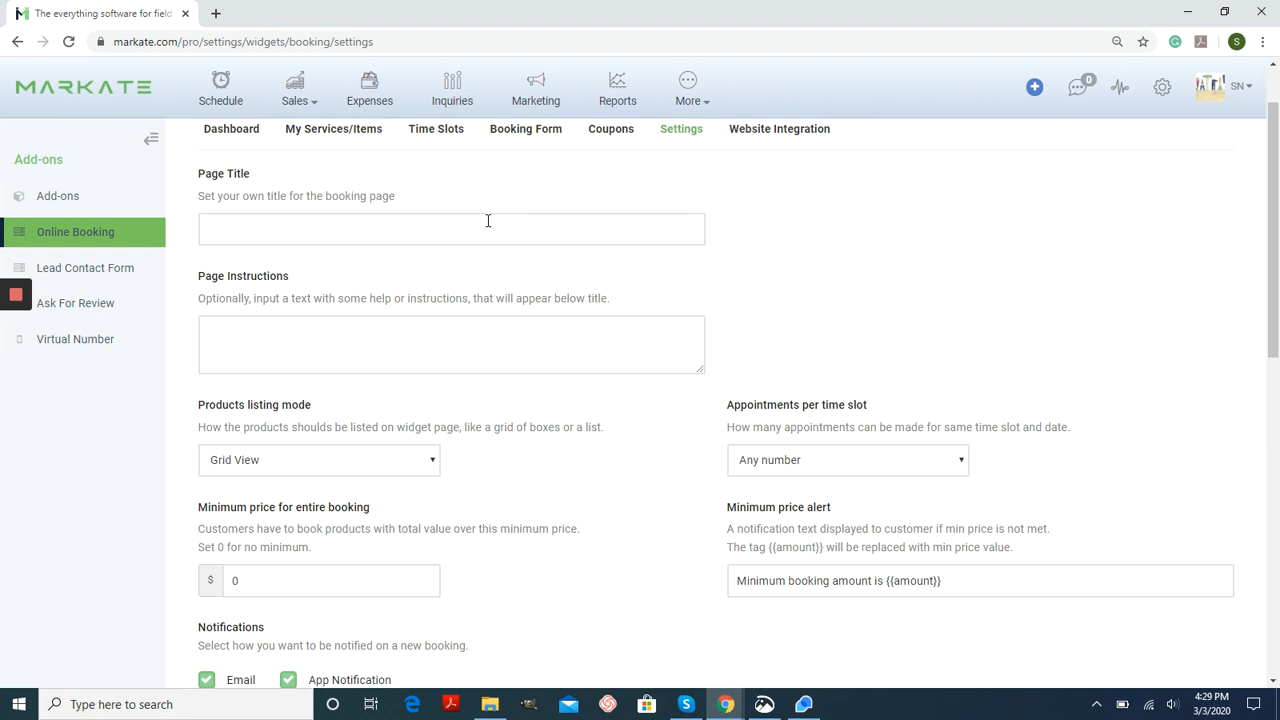 The everything software for field
markate.com/pro/settings/widgets/booking/settings
S
MARKATE
Schedule
Sales
Expenses
Inquiries
Marketing
Reports
More
0
SN
Dashboard
My Services/Items
Time Slots
Booking Form
Coupons
Settings
Website Integration
Add-ons
Add-ons
Online Booking
Lead Contact Form
Ask For Review
Virtual Number
Page Title
Set your own title for the booking page
Page Instructions
Optionally, input a text with some help or instructions, that will appear below title.
Products listing mode
How the products should be listed on widget page, like a grid of boxes or a list.
Grid View
Appointments per time slot
How many appointments can be made for same time slot and date.
Any number
Minimum price for entire booking
Customers have to book products with total value over this minimum price.
Set 0 for no minimum.
$ 0
Minimum price alert
A notification text displayed to customer if min price is not met.
The tag {{amount}} will be replaced with min price value.
Minimum booking amount is {{amount}}
Notifications
Select how you want to be notified on a new booking.
Email
App Notification
Type here to search
4:29 PM
3/3/2020